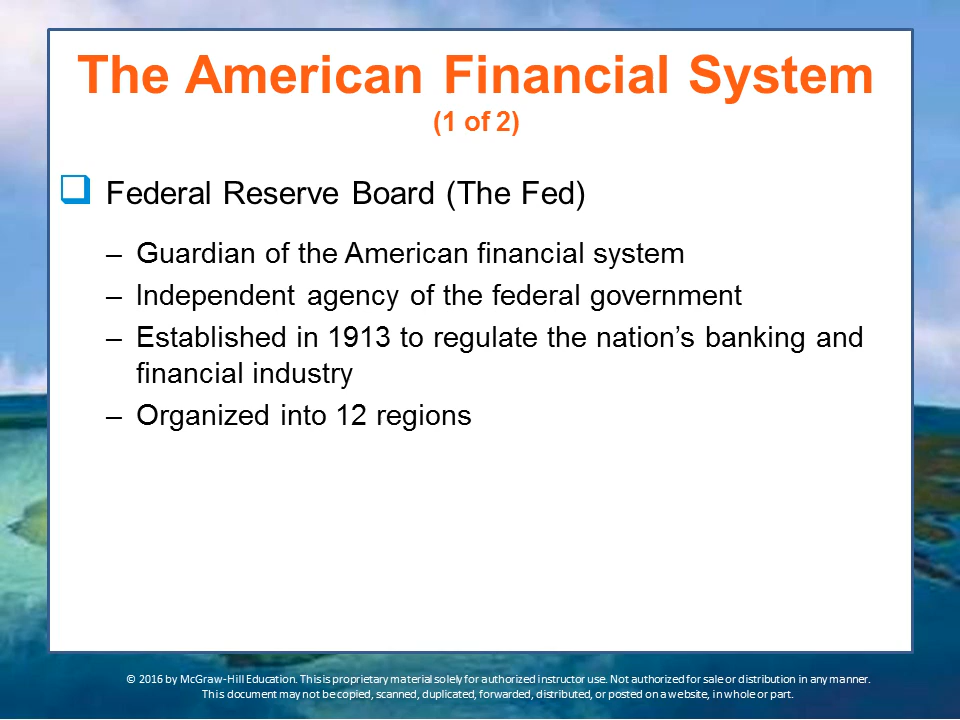 The American Financial System
(1 of 2)
Federal Reserve Board (The Fed)
– Guardian of the American financial system
– Independent agency of the federal government
– Established in 1913 to regulate the nation’s banking and
financial industry
– Organized into 12 regions
© 2016 by McGraw-Hill Education. This is proprietary material solely for authorized instructor use. Not authorized for sale or distribution in any manner.
This document may not be copied, scanned, duplicated, forwarded, distributed, or posted on a website, in whole or part.